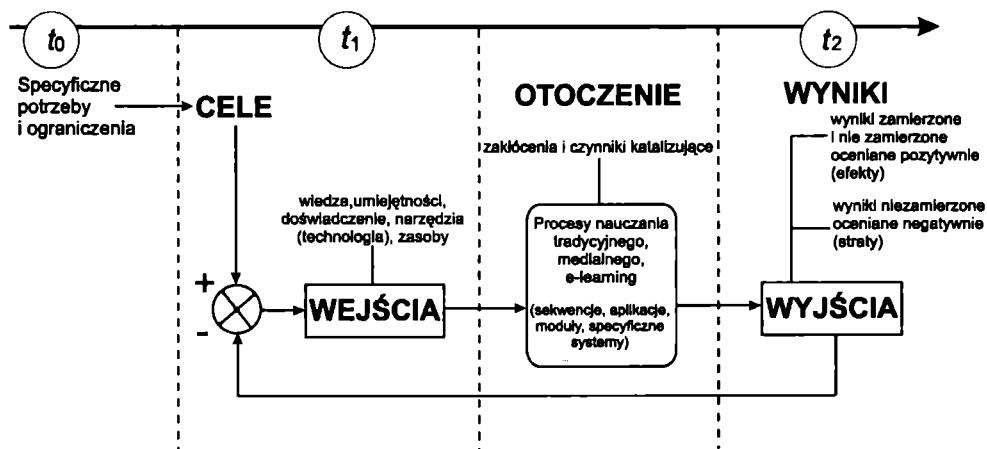 t0
t1
t2
Specyficzne
potrzeby
i ograniczenia
CELE
OTOCZENIE
WYNIKI
wyniki zamierzone
i nie zamierzone
oceniane pozytywnie
(efekty)
zakłócenia i czynniki katalizujące
wiedza,umiejętności,
doświadczenie, narzędzia
(technologia), zasoby
wyniki niezamierzone
oceniane negatywnie
(straty)
Procesy nauczania
tradycyjnego,
medialnego,
e-learning
(sekwencje, aplikacje,
moduły, specyficzne
systemy)
+
-
WEJŚCIA
WYJŚCIA